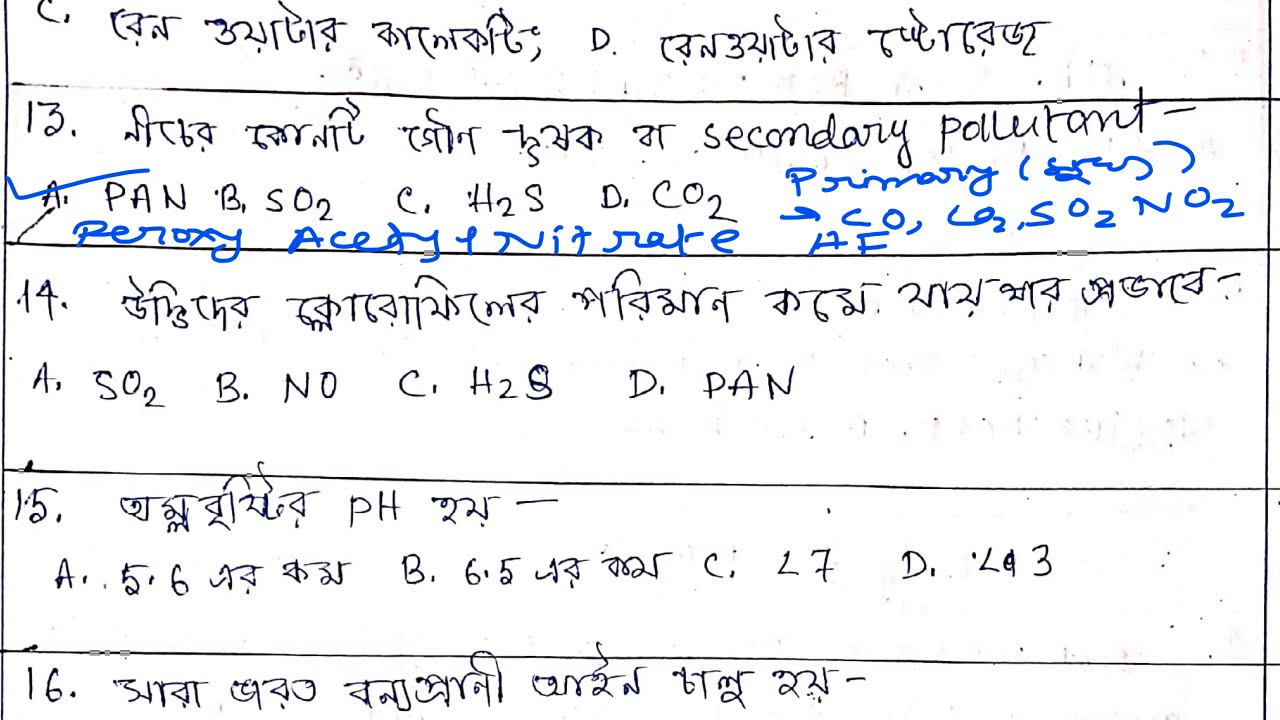 C. রেন ওয়াটার কালেকটিং D. রেনওয়াটার স্টোরেজ
13. নীচের কোনটি গৌণ দূষক বা secondary pollutant -
A. PAN B. SO2 C. H2S D. CO2
Primary ( )
→ CO, CO2, SO2 NO2
Peroxy Acetyl Nitrate
14. উদ্ভিদের ক্লোরোফিলের পরিমান কমে যায় যার প্রভাবে -
A. SO2 B. NO C. H2S D. PAN
15. অম্লবৃষ্টির PH হয় —
A. 5.6 এর কম B. 6.5 এর কম C. <7 D. <3
16. সারা ভারত বন্যপ্রাণী আইন চালু হয় -